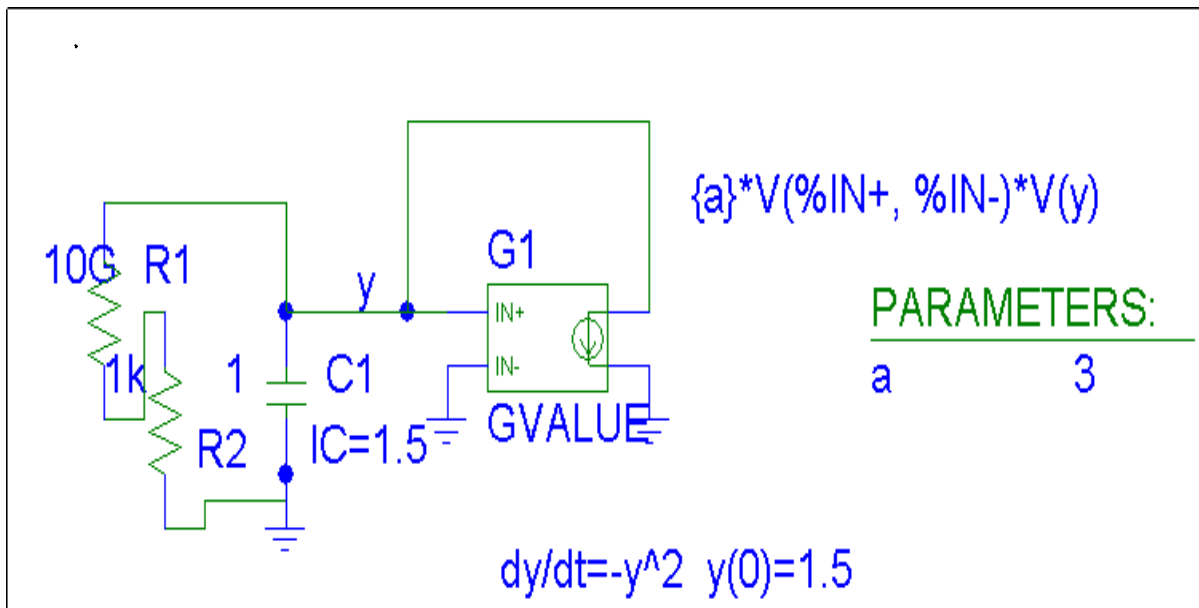 {a}*V(%IN+, %IN-)*V(y)
G1
10G R1
y
IN+
PARAMETERS:
1k
1
C1
IN-
a 3
GVALUE
R2
IC=1.5
dy/dt=-y^2 y(0)=1.5